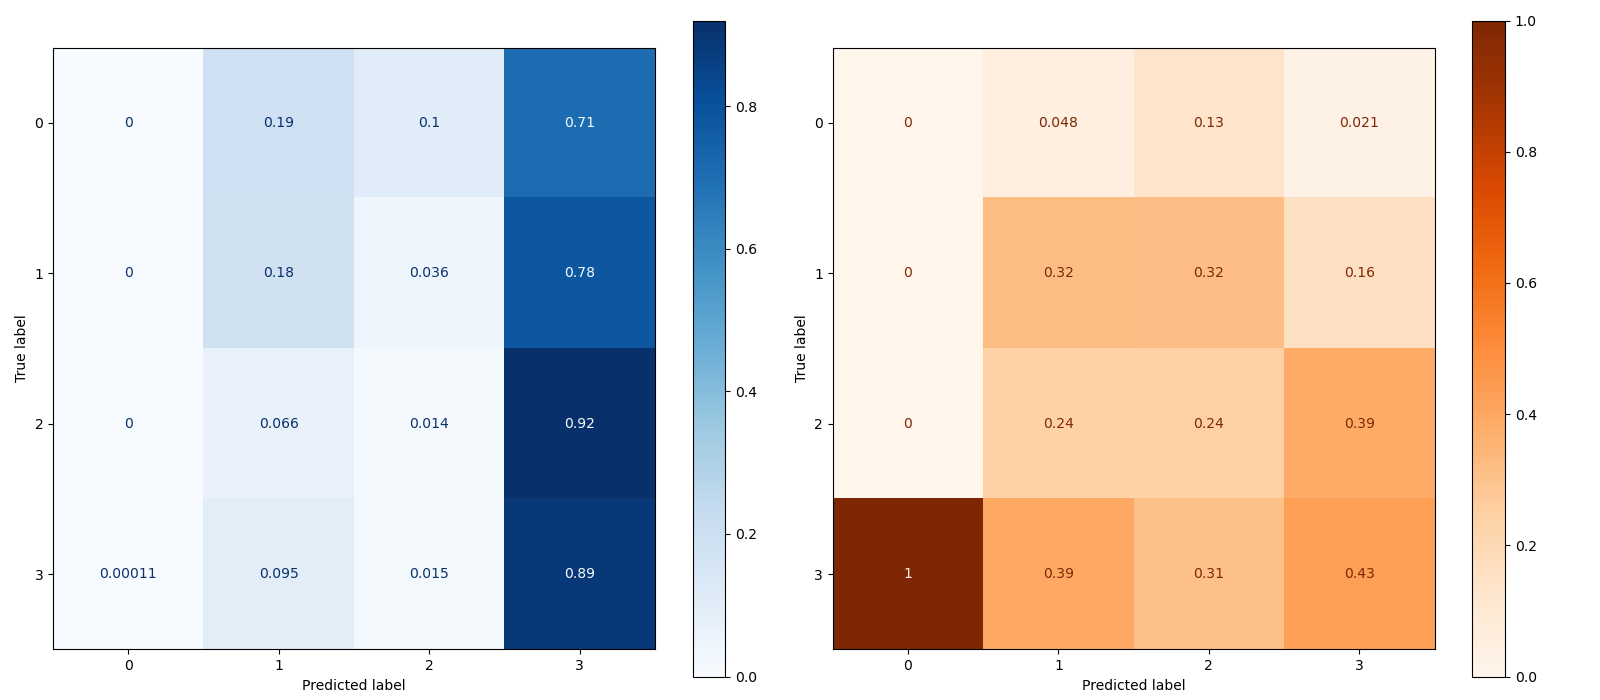 0 0 0.19 0.1 0.71
1 0 0.18 0.036 0.78
2 0 0.066 0.014 0.92
3 0.00011 0.095 0.015 0.89
0 1 2 3
Predicted label
True label
0.8
0.6
0.4
0.2
0.0
0 0 0.048 0.13 0.021
1 0 0.32 0.32 0.16
2 0 0.24 0.24 0.39
3 1 0.39 0.31 0.43
0 1 2 3
Predicted label
True label
1.0
0.8
0.6
0.4
0.2
0.0